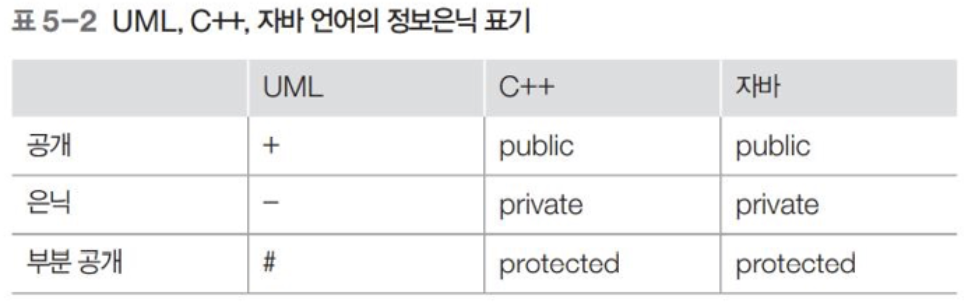 표 5-2 UML, C++, 자바 언어의 정보은닉 표기
UML C++ 자바
공개 + public public
은닉 - private private
부분 공개 # protected protected